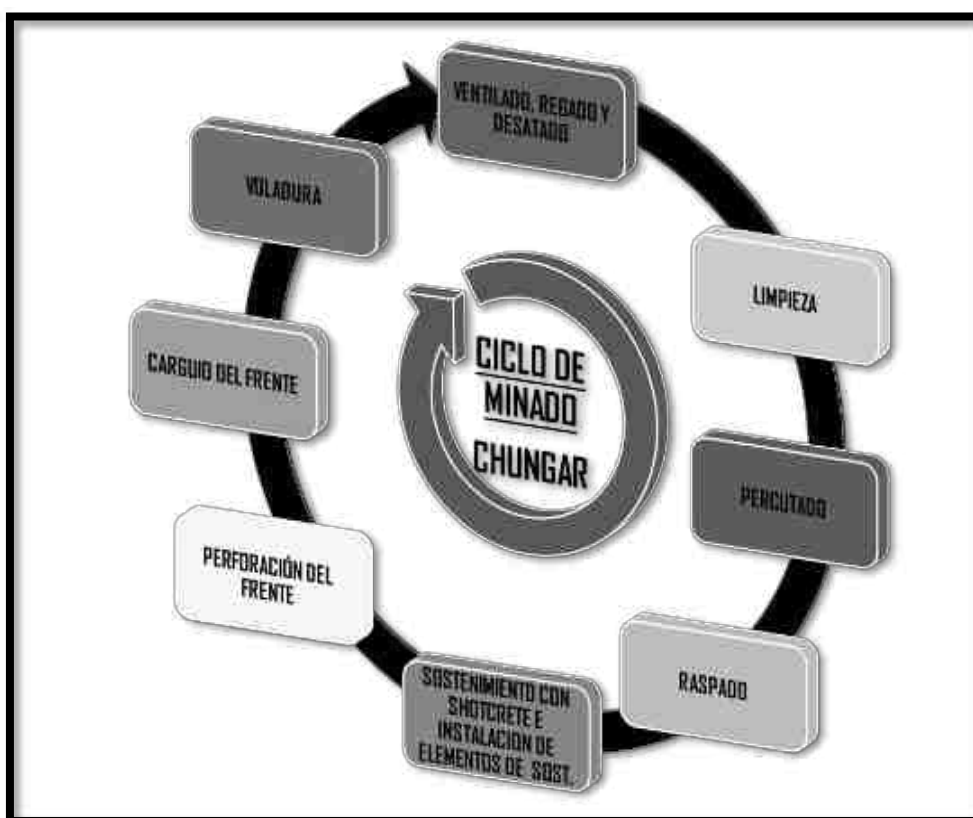 VENTILADO, REGADO Y
DESATADO
LIMPIEZA
PERCUTADO
RASPADO
SOSTENIMIENTO CON
SHOTCRETE E
INSTALACION DE
ELEMENTOS DE SOST.
PERFORACIÓN DEL
FRENTE
CARGUIO DEL FRENTE
VOLADURA
CICLO DE
MINADO
CHUNGAR